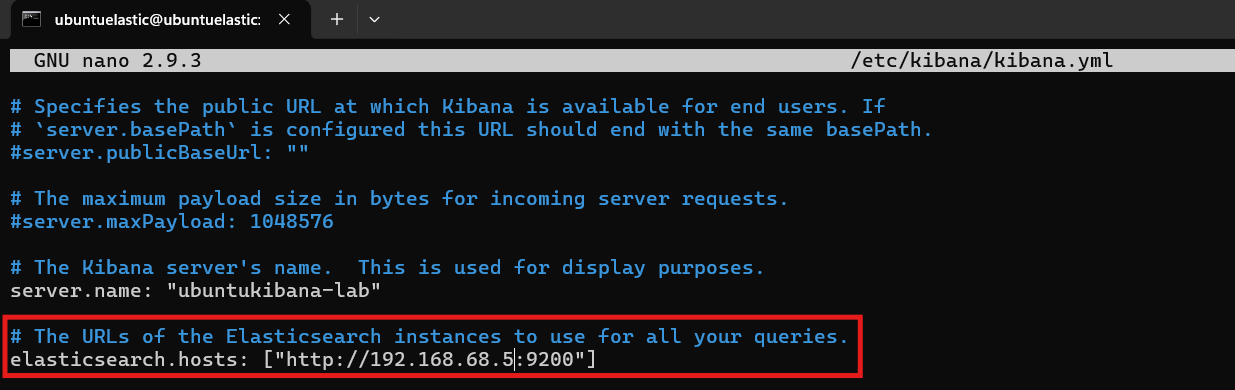 ubuntuelastic@ubuntuelastic:
GNU nano 2.9.3 /etc/kibana/kibana.yml
# Specifies the public URL at which Kibana is available for end users. If
# `server.basePath` is configured this URL should end with the same basePath.
#server.publicBaseUrl: ""
# The maximum payload size in bytes for incoming server requests.
#server.maxPayload: 1048576
# The Kibana server's name.  This is used for display purposes.
server.name: "ubuntukibana-lab"
# The URLs of the Elasticsearch instances to use for all your queries.
elasticsearch.hosts: ["http://192.168.68.5:9200"]